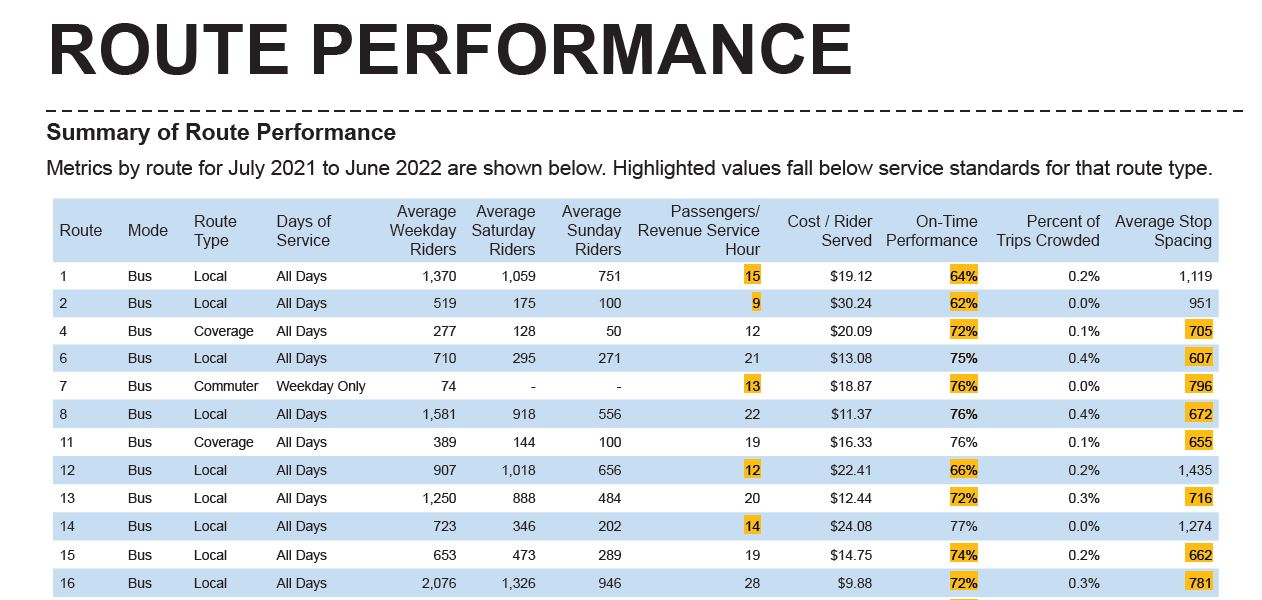 ROUTE PERFORMANCE
Summary of Route Performance
Metrics by route for July 2021 to June 2022 are shown below. Highlighted values fall below service standards for that route type.
Route Mode Route Type Days of Service Average Weekday Riders Average Saturday Riders Average Sunday Riders Passengers/ Revenue Service Hour Cost / Rider Served On-Time Performance Percent of Trips Crowded Average Stop Spacing
1 Bus Local All Days 1,370 1,059 751 15 $19.12 64% 0.2% 1,119
2 Bus Local All Days 519 175 100 9 $30.24 62% 0.0% 951
4 Bus Coverage All Days 277 128 50 12 $20.09 72% 0.1% 705
6 Bus Local All Days 710 295 271 21 $13.08 75% 0.4% 607
7 Bus Commuter Weekday Only 74 - - 13 $18.87 76% 0.0% 796
8 Bus Local All Days 1,581 918 556 22 $11.37 76% 0.4% 672
11 Bus Coverage All Days 389 144 100 19 $16.33 76% 0.1% 655
12 Bus Local All Days 907 1,018 656 12 $22.41 66% 0.2% 1,435
13 Bus Local All Days 1,250 888 484 20 $12.44 72% 0.3% 716
14 Bus Local All Days 723 346 202 14 $24.08 77% 0.0% 1,274
15 Bus Local All Days 653 473 289 19 $14.75 74% 0.2% 662
16 Bus Local All Days 2,076 1,326 946 28 $9.88 72% 0.3% 781